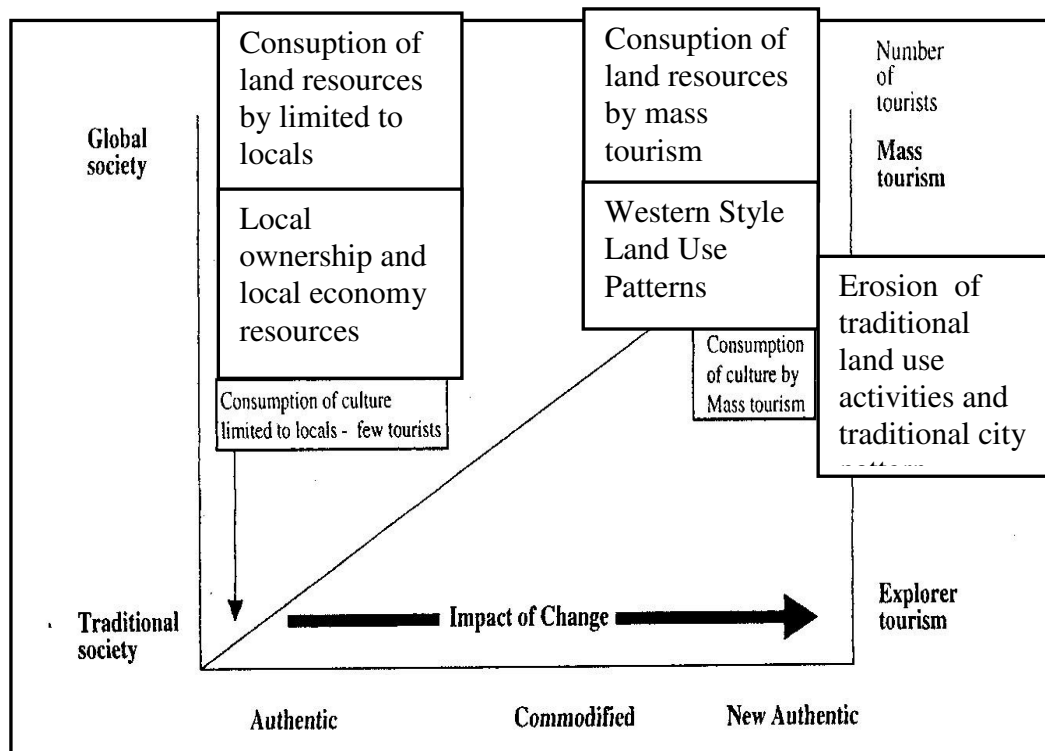 Consuption of
land resources
by limited to
locals
Local
ownership and
local economy
resources
Consumption of culture
limited to locals - few tourists
Consuption of
land resources
by mass
tourism
Western Style
Land Use
Patterns
Consumption
of culture by
Mass tourism
Number
of
tourists
Mass
tourism
Erosion of
traditional
land use
activities and
traditional city
Global
society
Traditional
society
Impact of Change
Explorer
tourism
Authentic
Commodified
New Authentic